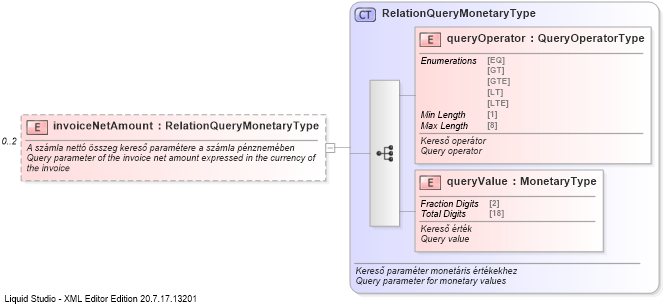 CT RelationQueryMonetaryType
E queryOperator : QueryOperatorType
Enumerations [EQ]
[GT]
[GTE]
[LT]
[LTE]
Min Length [1]
Max Length [8]
Kereső operátor
Query operator
0..2
E invoiceNetAmount : RelationQueryMonetaryType
A számla nettó összeg kereső paramétere a számla pénznemében
Query parameter of the invoice net amount expressed in the currency of
the invoice
E queryValue : MonetaryType
Fraction Digits [2]
Total Digits [18]
Kereső érték
Query value
Kereső paraméter monetáris értékekhez
Query parameter for monetary values
Liquid Studio - XML Editor Edition 20.7.17.13201